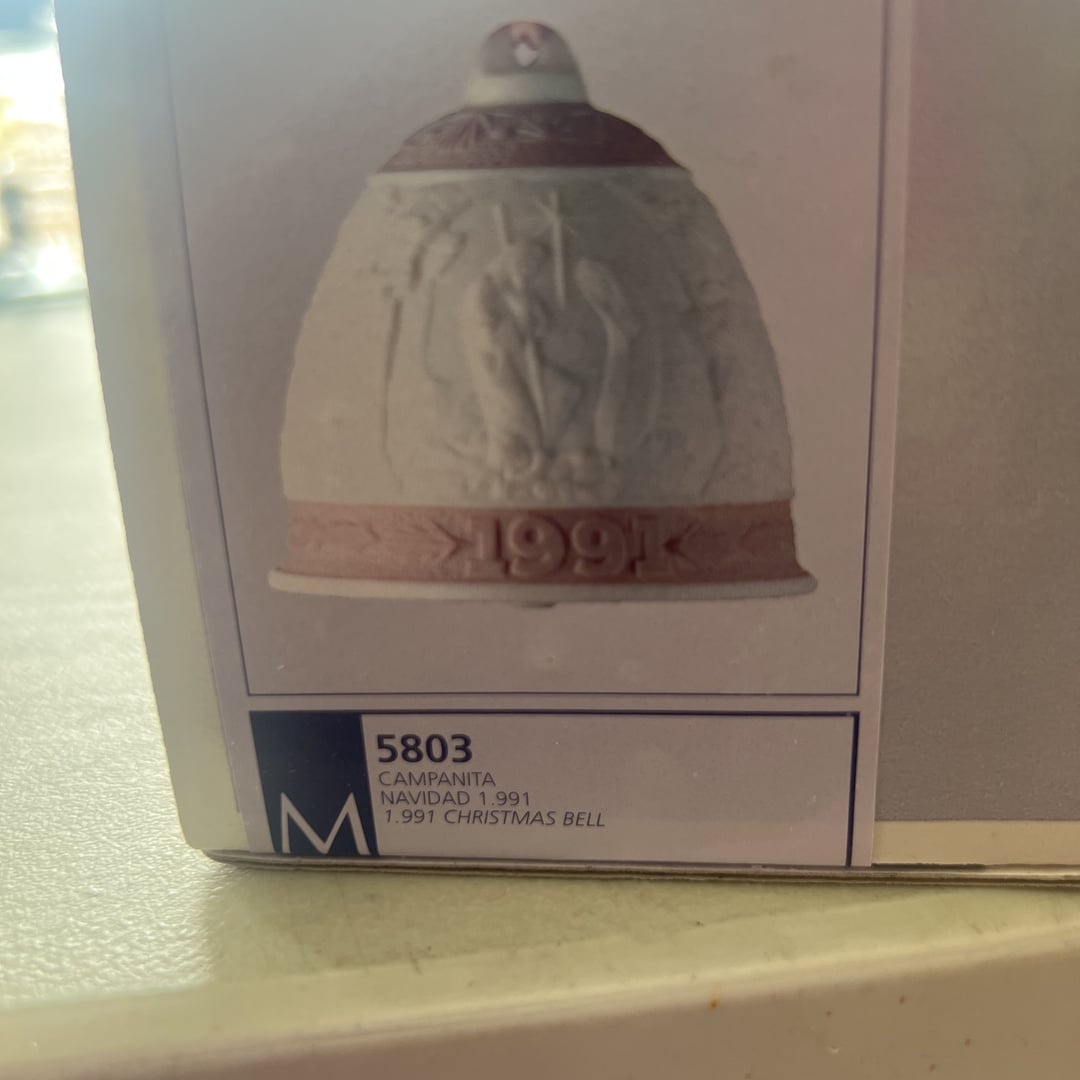 1991
5803
CAMPANITA
NAVIDAD 1.991
1.991 CHRISTMAS BELL
M